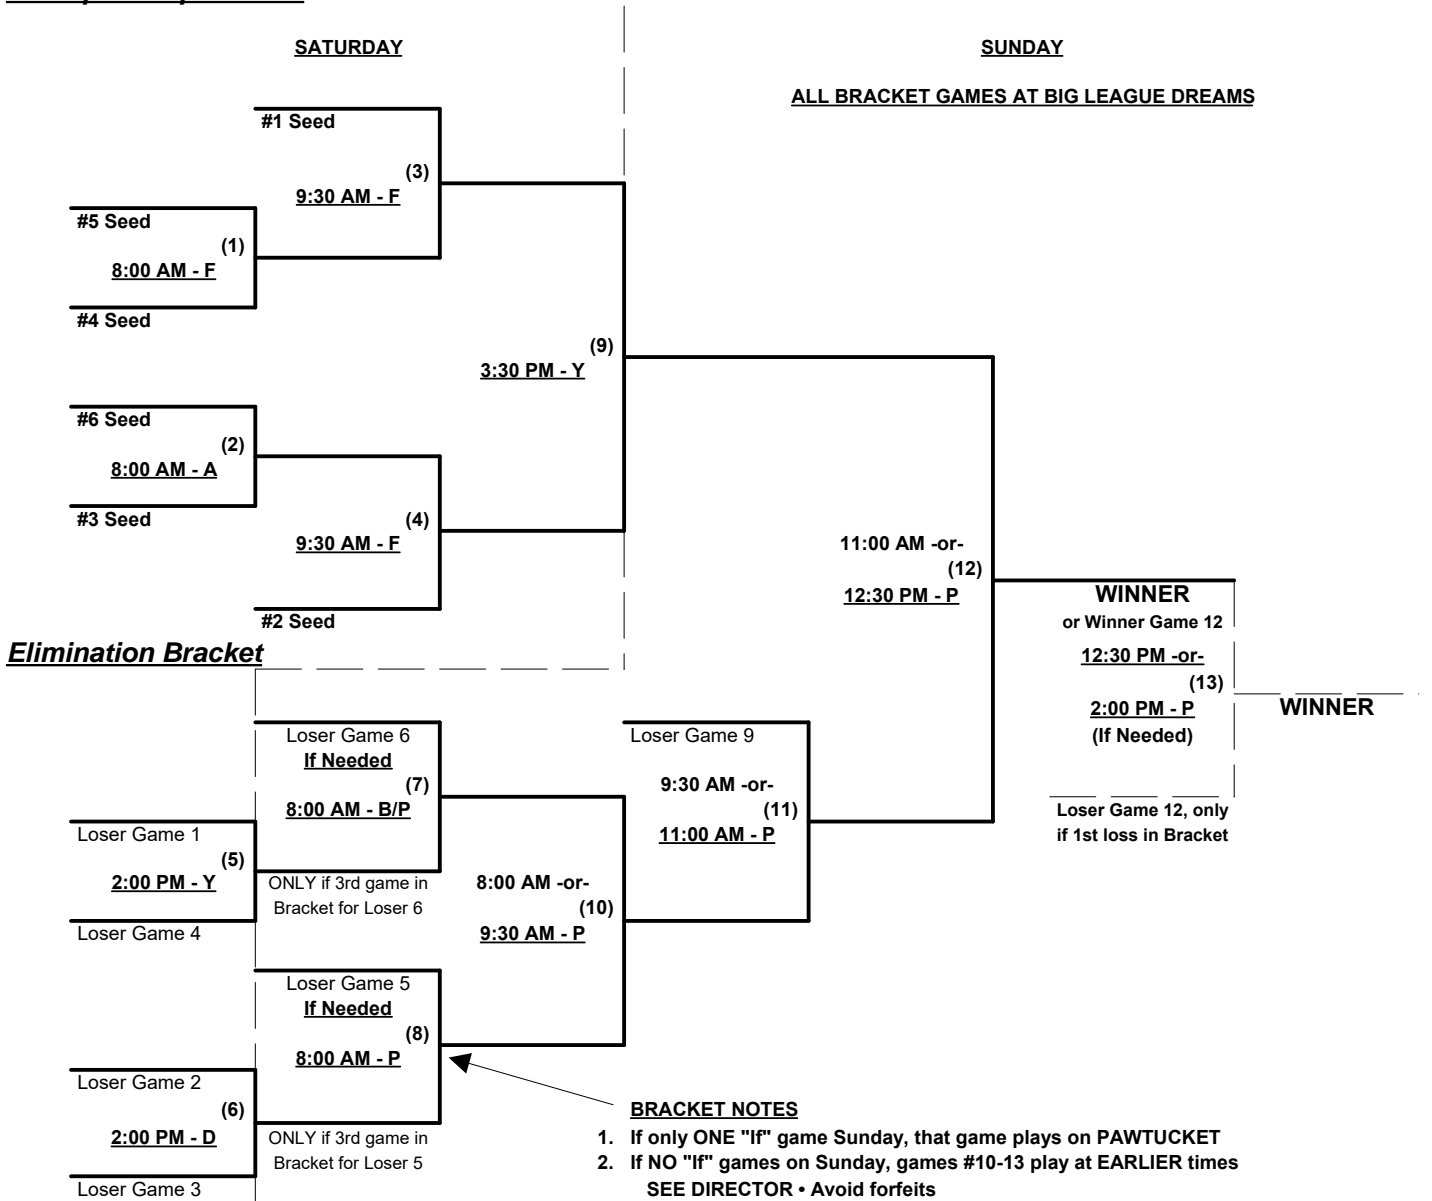 SATURDAY
SUNDAY
ALL BRACKET GAMES AT BIG LEAGUE DREAMS
#1 Seed
(3)
9:30 AM - F
#5 Seed
(1)
8:00 AM - F
#4 Seed
(9)
3:30 PM - Y
#6 Seed
(2)
8:00 AM - A
#3 Seed
(4)
9:30 AM - F
#2 Seed
11:00 AM -or-
(12)
12:30 PM - P
WINNER
or Winner Game 12
12:30 PM -or-
(13)
2:00 PM - P
(If Needed)
WINNER
Loser Game 12, only
if 1st loss in Bracket
Elimination Bracket
Loser Game 6
If Needed
(7)
8:00 AM - B/P
Loser Game 9
9:30 AM -or-
(11)
11:00 AM - P
Loser Game 1
(5)
2:00 PM - Y
Loser Game 4
ONLY if 3rd game in
Bracket for Loser 6
8:00 AM -or-
(10)
9:30 AM - P
Loser Game 5
If Needed
(8)
8:00 AM - P
Loser Game 2
(6)
2:00 PM - D
Loser Game 3
ONLY if 3rd game in
Bracket for Loser 5
BRACKET NOTES
1. If only ONE "If" game Sunday, that game plays on PAWTUCKET
2. If NO "If" games on Sunday, games #10-13 play at EARLIER times
SEE DIRECTOR • Avoid forfeits